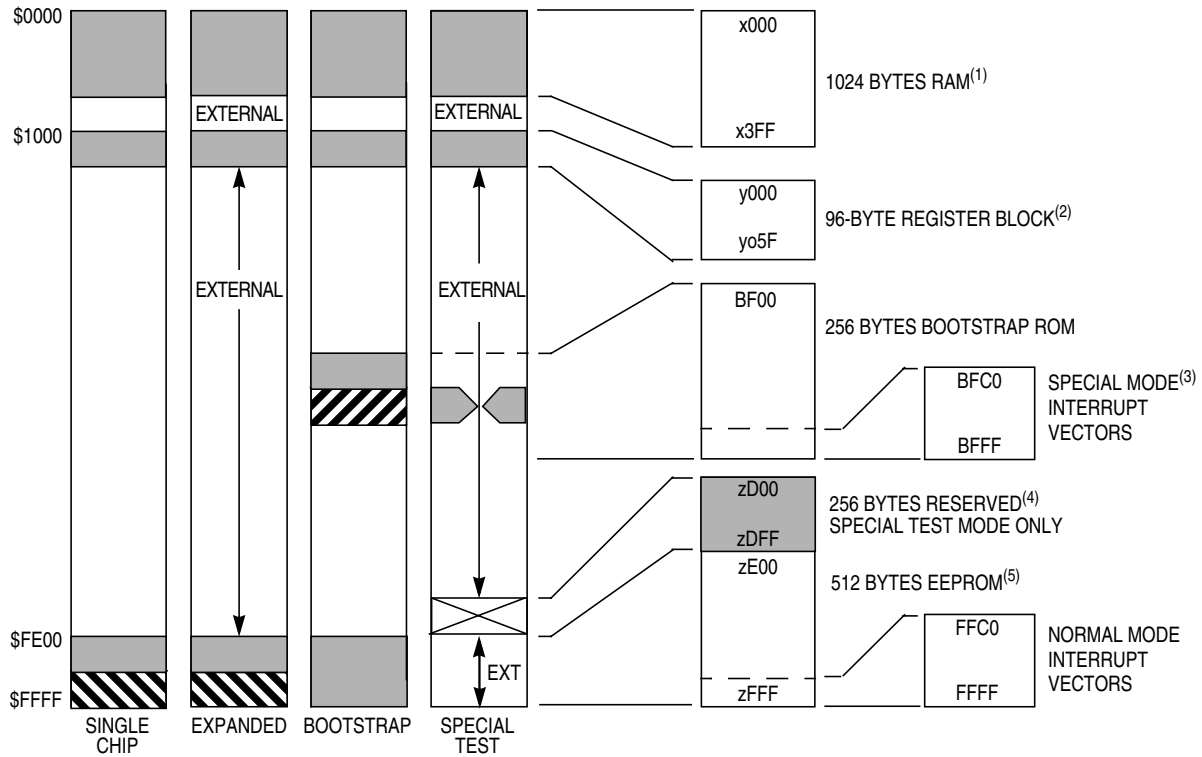 $0000
$1000
$FE00
$FFFF
EXTERNAL
EXTERNAL
EXTERNAL
EXTERNAL
EXT
SINGLE
CHIP
EXPANDED
BOOTSTRAP
SPECIAL
TEST
x000
x3FF
1024 BYTES RAM(1)
y000
yo5F
96-BYTE REGISTER BLOCK(2)
BF00
256 BYTES BOOTSTRAP ROM
BFC0
BFFF
SPECIAL MODE(3)
INTERRUPT
VECTORS
zD00
zDFF
256 BYTES RESERVED(4)
SPECIAL TEST MODE ONLY
zE00
zFFF
512 BYTES EEPROM(5)
FFC0
FFFF
NORMAL MODE
INTERRUPT
VECTORS